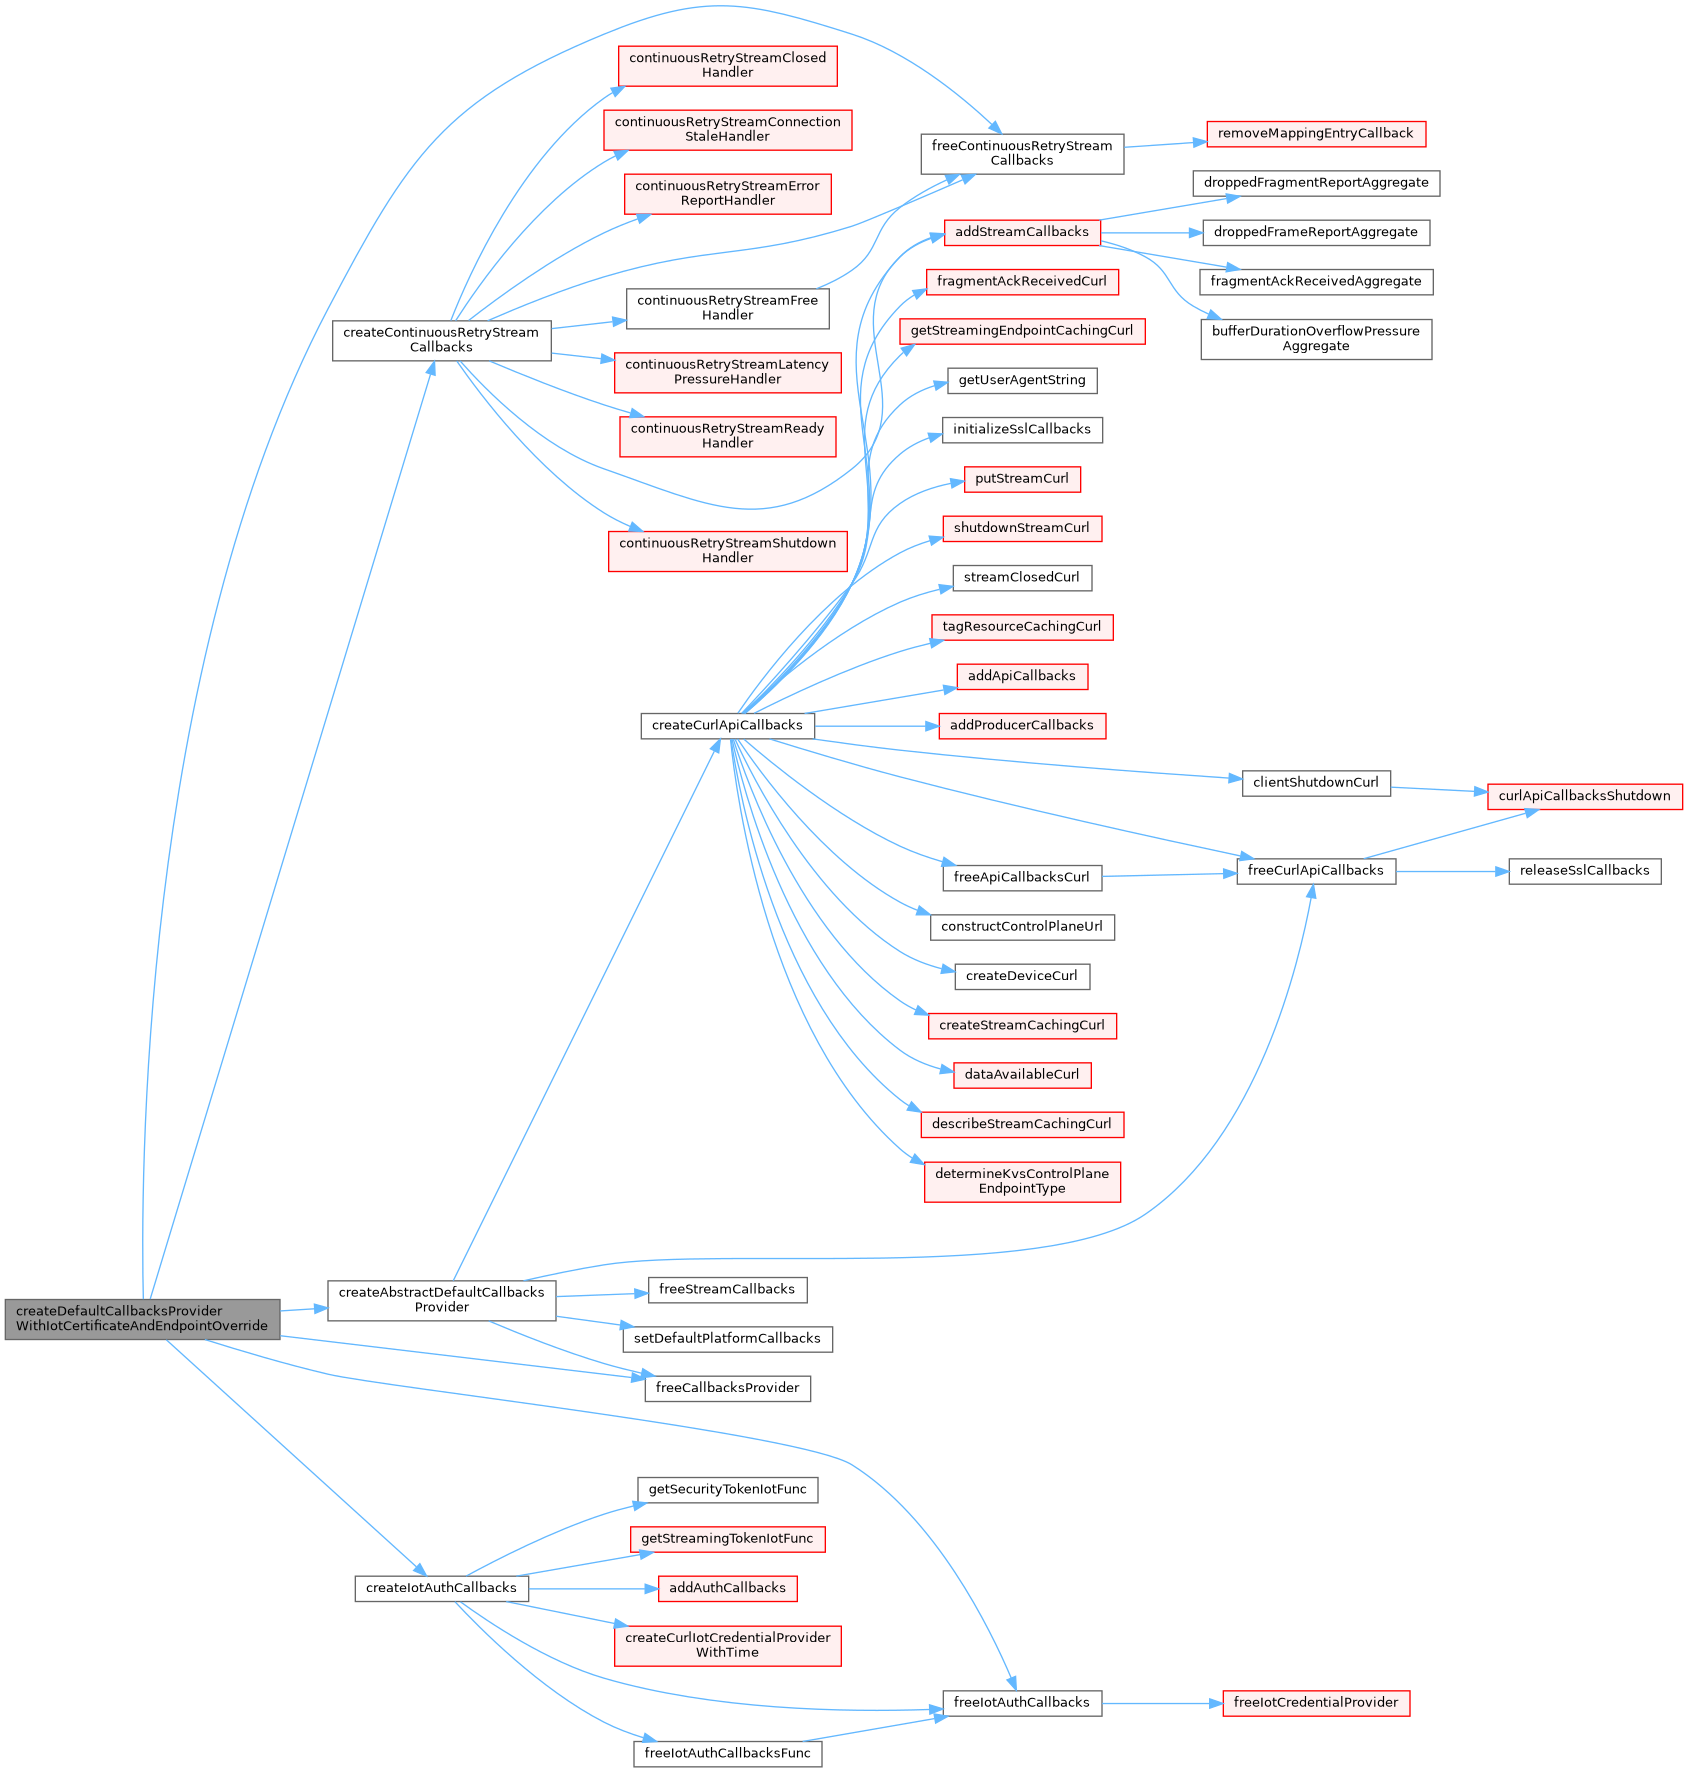 continuousRetryStreamClosed
Handler
continuousRetryStreamConnection
StaleHandler
removeMappingEntryCallback
freeContinuousRetryStream
Callbacks
continuousRetryStreamError
ReportHandler
droppedFragmentReportAggregate
addStreamCallbacks
droppedFrameReportAggregate
fragmentAckReceivedCurl
fragmentAckReceivedAggregate
continuousRetryStreamFree
Handler
getStreamingEndpointCachingCurl
bufferDurationOverflowPressure
Aggregate
createContinuousRetryStream
Callbacks
continuousRetryStreamLatency
PressureHandler
getUserAgentString
continuousRetryStreamReady
Handler
initializeSslCallbacks
putStreamCurl
shutdownStreamCurl
continuousRetryStreamShutdown
Handler
streamClosedCurl
tagResourceCachingCurl
addApiCallbacks
createCurlApiCallbacks
addProducerCallbacks
clientShutdownCurl
curlApiCallbacksShutdown
freeApiCallbacksCurl
freeCurlApiCallbacks
releaseSslCallbacks
constructControlPlaneUrl
createDeviceCurl
createStreamCachingCurl
dataAvailableCurl
describeStreamCachingCurl
determineKvsControlPlane
EndpointType
createDefaultCallbacksProvider
WithIotCertificateAndEndpointOverride
createAbstractDefaultCallbacks
Provider
freeStreamCallbacks
setDefaultPlatformCallbacks
freeCallbacksProvider
getSecurityTokenIotFunc
getStreamingTokenIotFunc
createIotAuthCallbacks
addAuthCallbacks
createCurlIotCredentialProvider
WithTime
freeIotAuthCallbacks
freeIotCredentialProvider
freeIotAuthCallbacksFunc